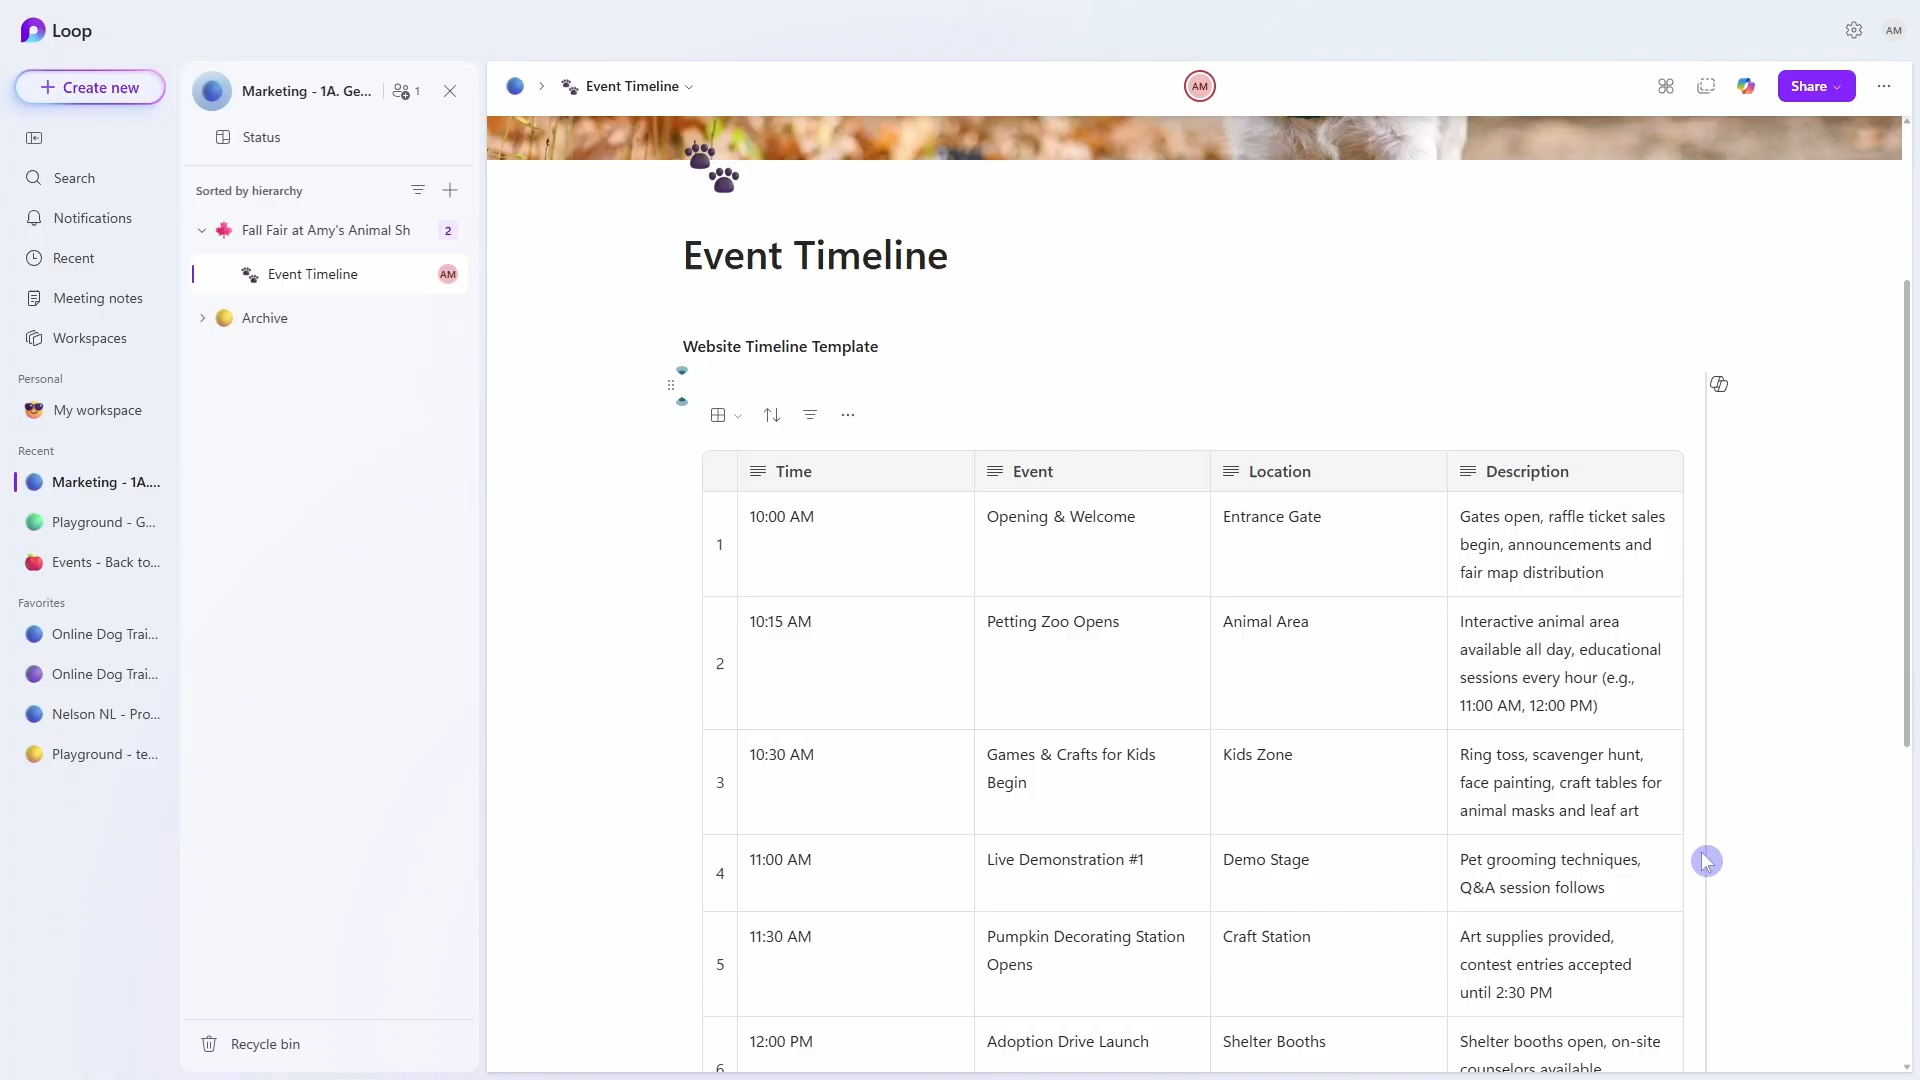 Loop
AM
Create new
Search
Notifications
Recent
Meeting notes
Workspaces
Personal
My workspace
Recent
Marketing - 1A....
Playground - G...
Events - Back to...
Favorites
Online Dog Trai...
Online Dog Trai...
Nelson NL - Pro...
Playground - te...
Marketing - 1A. Ge...
1
Status
Sorted by hierarchy
Fall Fair at Amy's Animal Sh
2
Event Timeline
AM
Archive
Recycle bin
Event Timeline
AM
Share
Event Timeline
Website Timeline Template
Time Event Location Description
1
10:00 AM
Opening & Welcome
Entrance Gate
Gates open, raffle ticket sales
begin, announcements and
fair map distribution
2
10:15 AM
Petting Zoo Opens
Animal Area
Interactive animal area
available all day, educational
sessions every hour (e.g.,
11:00 AM, 12:00 PM)
3
10:30 AM
Games & Crafts for Kids
Begin
Kids Zone
Ring toss, scavenger hunt,
face painting, craft tables for
animal masks and leaf art
4
11:00 AM
Live Demonstration #1
Demo Stage
Pet grooming techniques,
Q&A session follows
5
11:30 AM
Pumpkin Decorating Station
Opens
Craft Station
Art supplies provided,
contest entries accepted
until 2:30 PM
6
12:00 PM
Adoption Drive Launch
Shelter Booths
Shelter booths open, on-site
counselors available